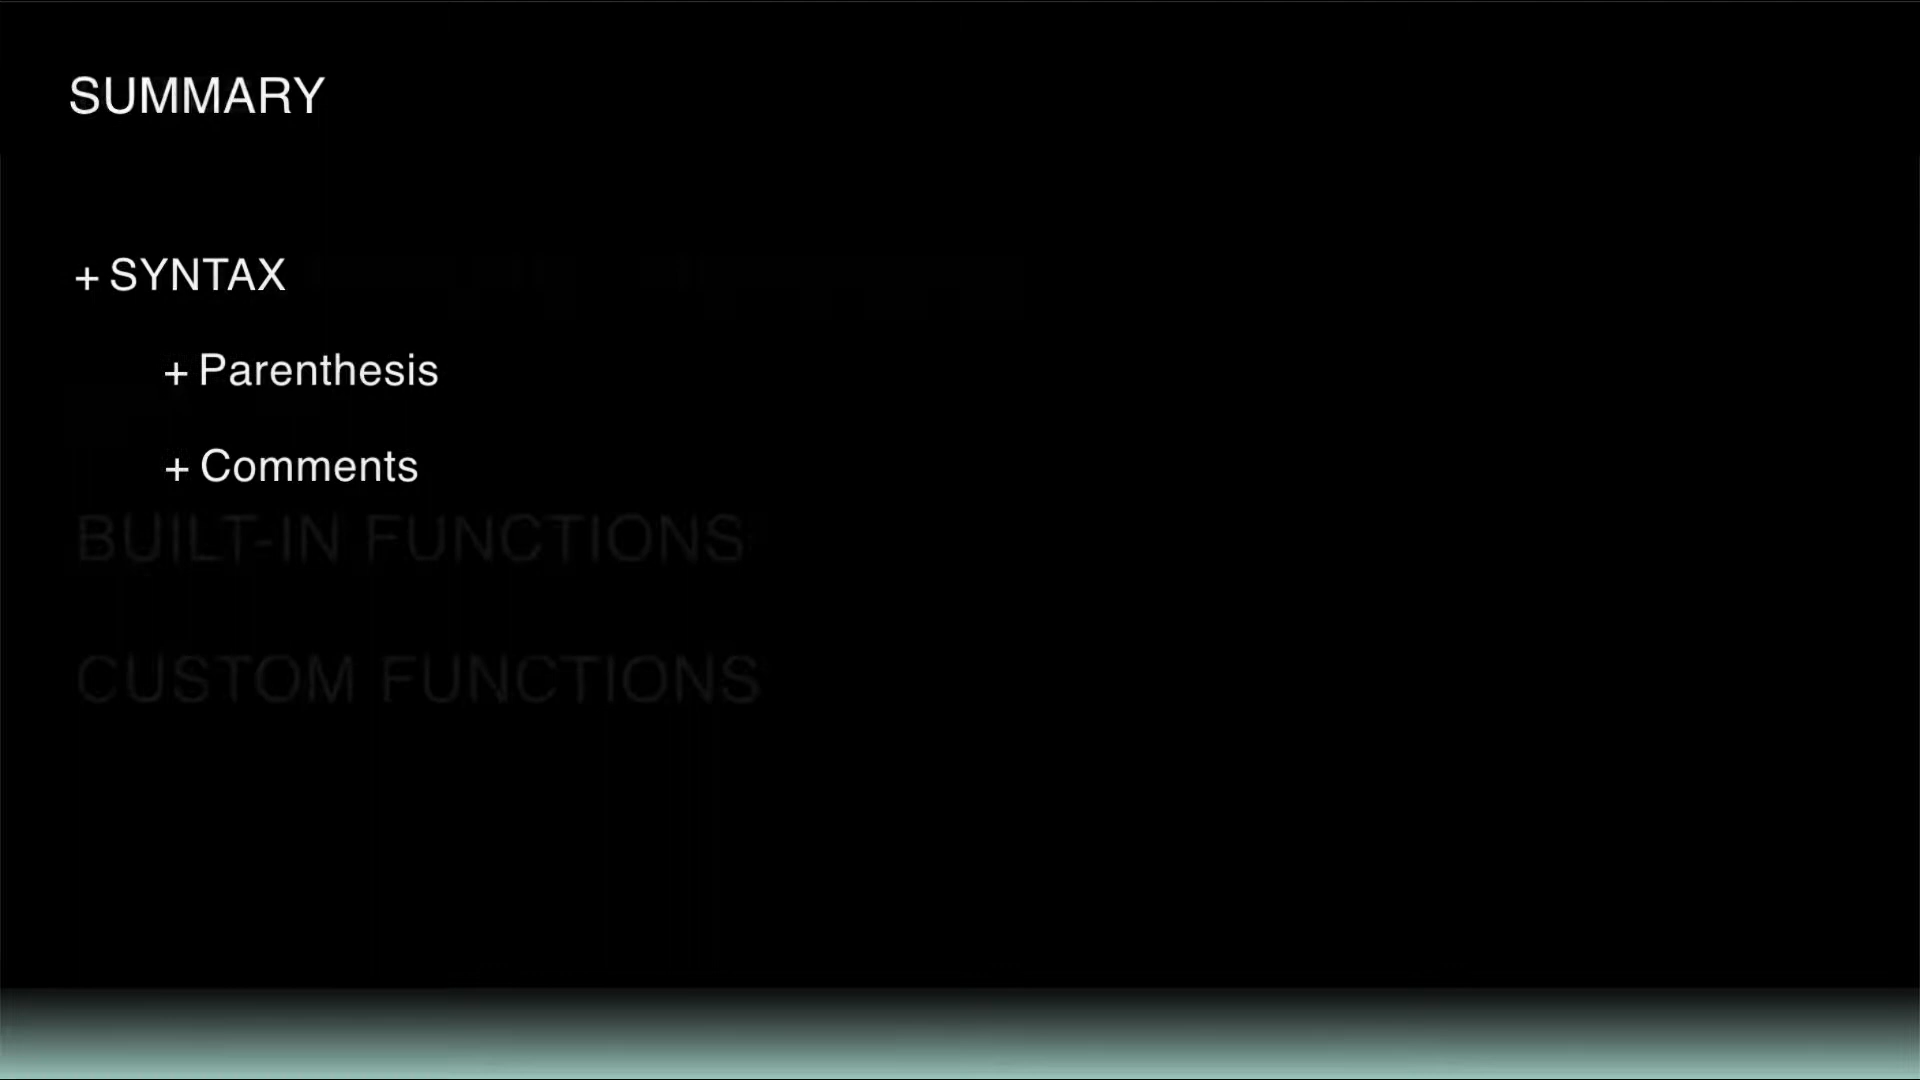 SUMMARY
+ SYNTAX
+ Parenthesis
+ Comments
BUILT-IN FUNCTIONS
CUSTOM FUNCTIONS